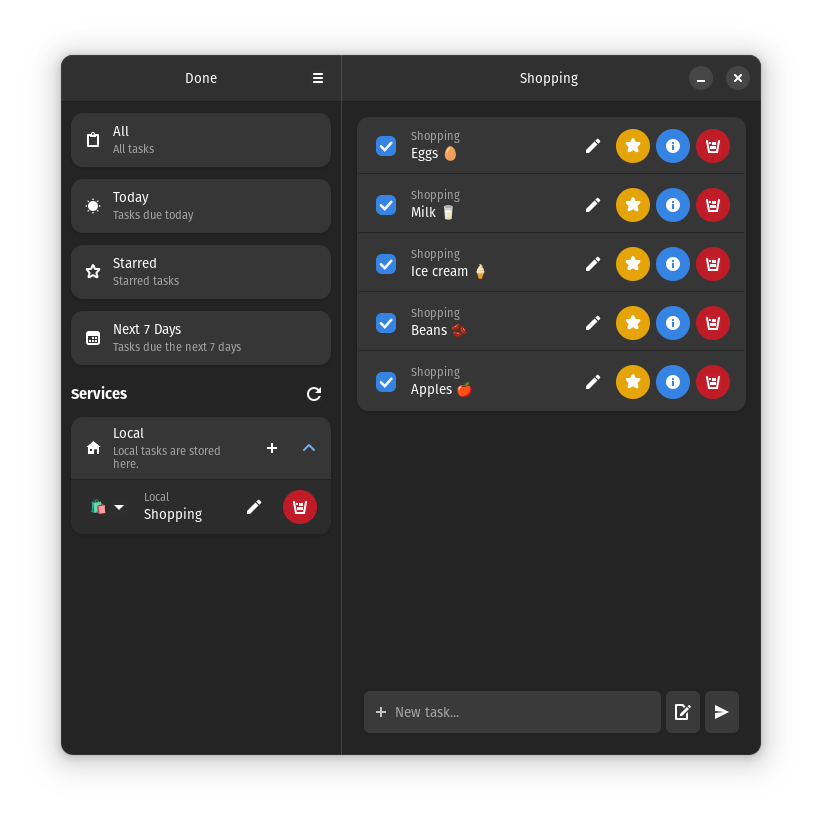 Done
Shopping
All
All tasks
Today
Tasks due today
Starred
Starred tasks
Next 7 Days
Tasks due the next 7 days
Services
Local
Local tasks are stored
here.
Local
Shopping
Shopping
Eggs 🥚
Shopping
Milk 🥛
Shopping
Ice cream 🍦
Shopping
Beans 🫘
Shopping
Apples 🍎
New task...